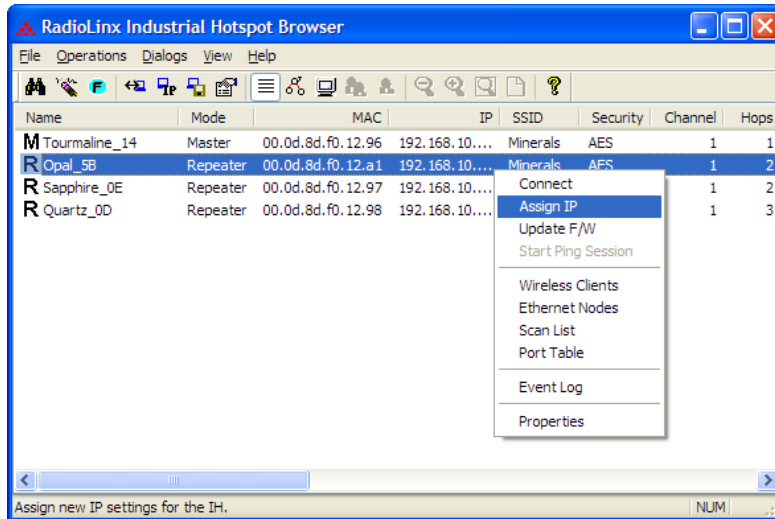 RadioLinx Industrial Hotspot Browser
File Operations Dialogs View Help
F IP ?
Name Mode MAC IP SSID Security Channel Hops
M Tourmaline_14 Master 00.0d.8d.f0.12.96 192.168.10.... Minerals AES 1 1
R Opal_5B Repeater 00.0d.8d.f0.12.a1 192.168.10.... Minerals AES 1 2
R Sapphire_0E Repeater 00.0d.8d.f0.12.97 192.168.10.... 1 2
R Quartz_0D Repeater 00.0d.8d.f0.12.98 192.168.10.... 1 3
Connect
Assign IP
Update F/W
Start Ping Session
Wireless Clients
Ethernet Nodes
Scan List
Port Table
Event Log
Properties
Assign new IP settings for the IH. NUM